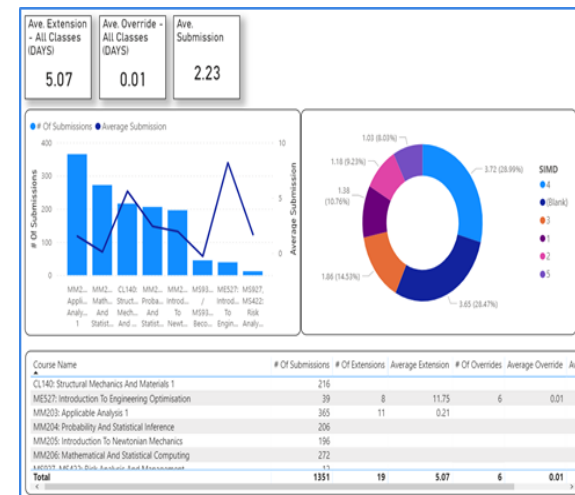 Ave. Extension
- All Classes
(DAYS)
5.07
Ave. Override -
All Classes
(DAYS)
0.01
Ave.
Submission
2.23
# Of Submissions Average Submission
400
300
200
100
0
# Of Submissions
10
5
0
Average Submission
MM2...
Appli...
Analy...
1
MM2...
Math...
And
Statist...
CL140:
Struct...
Mech...
And ...
MM2...
Proba...
And
Statist...
MM2...
Introd...
To
Newt...
MS93...
/
MS93...
Beco...
ME527:
Introd...
To
Engin...
MS927,
MS422:
Risk
Analy...
1.03 (8.03%)
1.18 (9.23%)
1.38
(10.76%)
1.86 (14.53%)
3.72 (28.99%)
3.65 (28.47%)
SIMD
4
(Blank)
3
1
2
5
Course Name # Of Submissions # Of Extensions Average Extension # Of Overrides Average Override
CL140: Structural Mechanics And Materials 1 216
ME527: Introduction To Engineering Optimisation 39 8 11.75 6 0.01
MM203: Applicable Analysis 1 365 11 0.21
MM204: Probability And Statistical Inference 206
MM205: Introduction To Newtonian Mechanics 196
MM206: Mathematical And Statistical Computing 272
MS927, MS422: Risk Analysis And Management 12
Total 1351 19 5.07 6 0.01